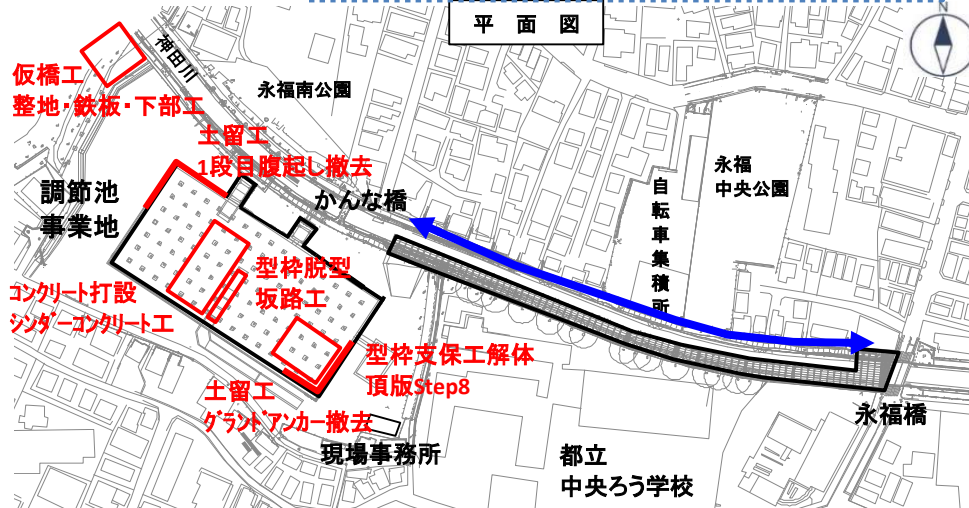 平面図
N
神田川
仮橋工
整地・鉄板・下部工
永福南公園
土留工
1段目腹起し撤去
かんな橋
調節池
事業地
永福
中央公園
自転車集積所
型枠脱型
坂路工
コンクリート打設
シンダーコンクリート工
型枠支保工解体
頂版Step8
土留工
グランドアンカー撤去
現場事務所
永福橋
都立
中央ろう学校